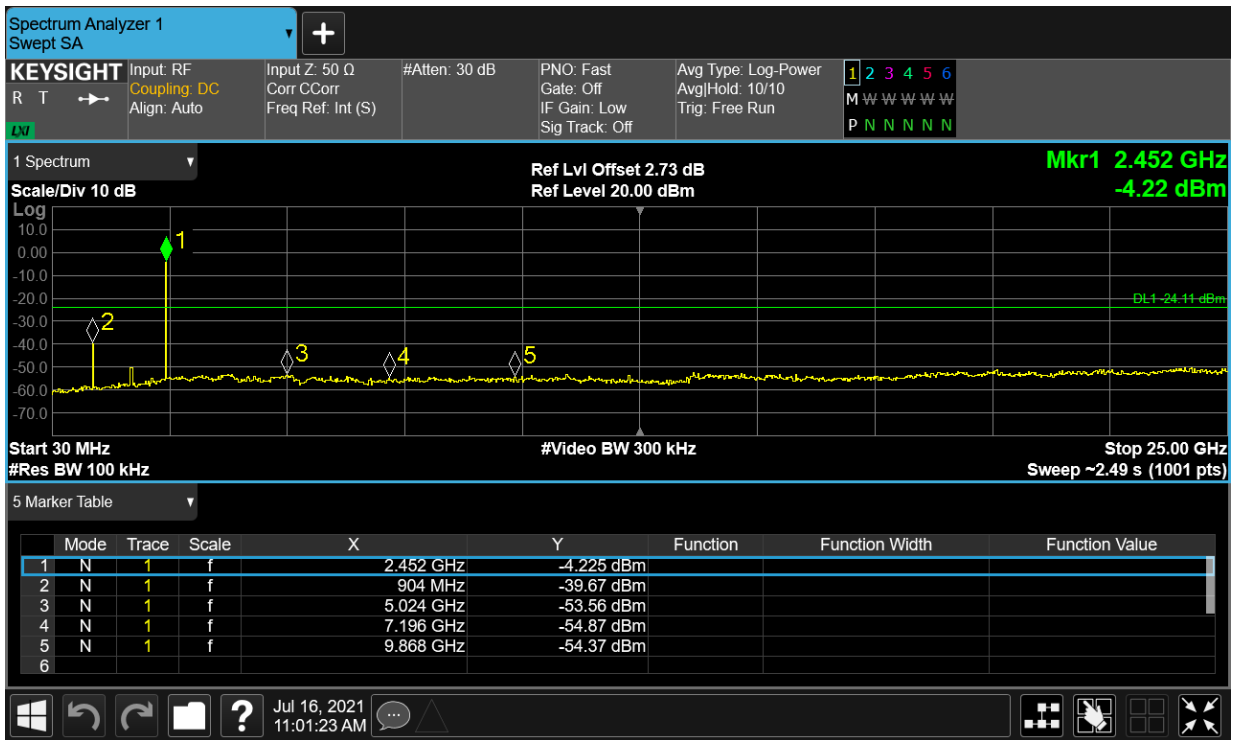 Spectrum Analyzer 1
Swept SA
KEYSIGHT
R T
LXI
Input: RF
Coupling: DC
Align: Auto
Input Z: 50 Ω
Corr CCorr
Freq Ref: Int (S)
#Atten: 30 dB
PNO: Fast
Gate: Off
IF Gain: Low
Sig Track: Off
Avg Type: Log-Power
Avg|Hold: 10/10
Trig: Free Run
1 2 3 4 5 6
M W W W W W
P N N N N N
1 Spectrum
Scale/Div 10 dB
Ref Lvl Offset 2.73 dB
Ref Level 20.00 dBm
Mkr1 2.452 GHz
-4.22 dBm
Log
10.0
0.00
-10.0
-20.0
-30.0
-40.0
-50.0
-60.0
-70.0
1
2
3
4
5
DL1 -24.11 dBm
Start 30 MHz
#Video BW 300 kHz
Stop 25.00 GHz
#Res BW 100 kHz
Sweep ~2.49 s (1001 pts)
5 Marker Table
Mode Trace Scale X Y Function Function Width Function Value
1 N 1 f 2.452 GHz -4.225 dBm
2 N 1 f 904 MHz -39.67 dBm
3 N 1 f 5.024 GHz -53.56 dBm
4 N 1 f 7.196 GHz -54.87 dBm
5 N 1 f 9.868 GHz -54.37 dBm
6
?
Jul 16, 2021
11:01:23 AM